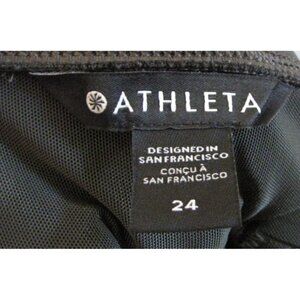 ATHLETA
DESIGNED IN
SAN FRANCISCO
CONÇU À
SAN FRANCISCO
24